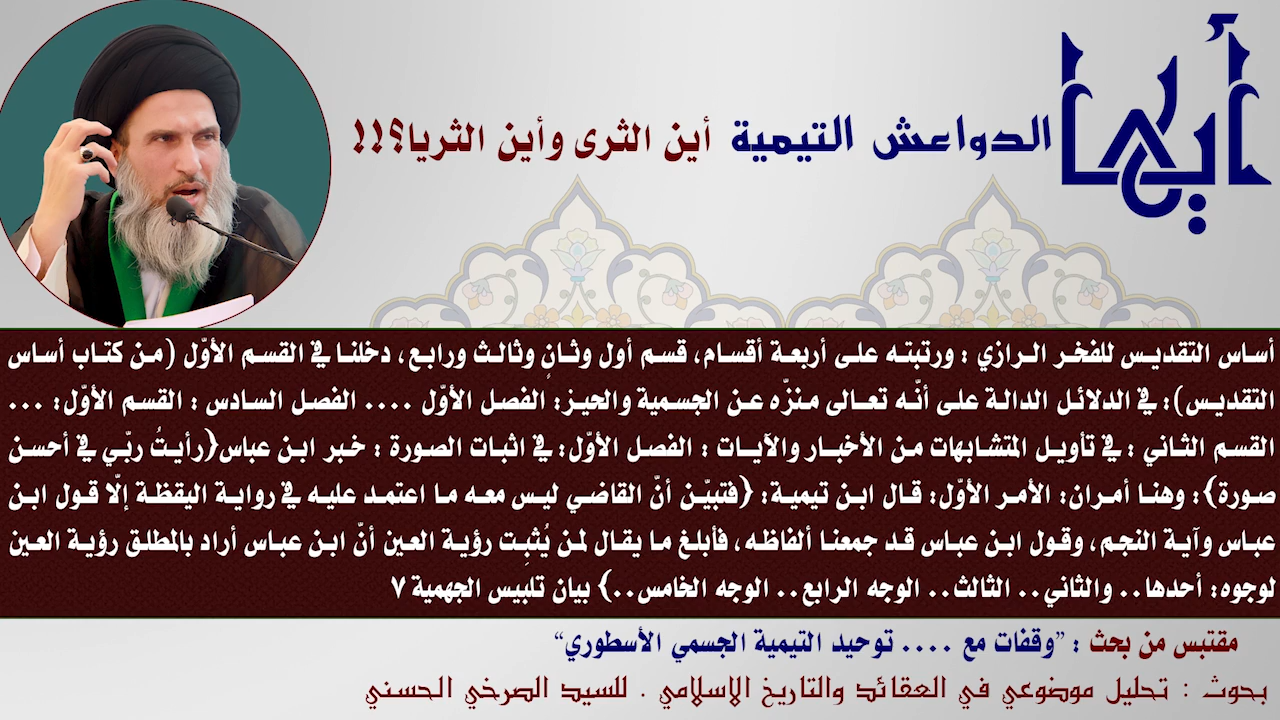 أيها الدواعش التيمية أين الثرى وأين الثريا؟!!
أساس التقديس للفخر الرازي : ورتبته على أربعة أقسام، قسم أول وثانٍ وثالث ورابع، دخلنا في القسم الأوّل (من كتاب أساس
التقديس): في الدلائل الدالة على أنّه تعالى منزّه عن الجسمية والحيز: الفصل الأوّل .... الفصل السادس : القسم الأوّل: ...
القسم الثاني : في تأويل المتشابهات من الأخبار والآيات : الفصل الأوّل: في اثبات الصورة : خبر ابن عباس{رأيتُ ربّي في أحسن
صورة}: وهنا أمران: الأمر الأوّل: قال ابن تيمية: {فتبيّن أنّ القاضي ليس معه ما اعتمد عليه في رواية اليقظة إلّا قول ابن
عباس وآية النجم، وقول ابن عباس قد جمعنا ألفاظه، فأبلغ ما يقال لمن يُثبِت رؤية العين أنّ ابن عباس أراد بالمطلق رؤية العين
لوجوه: أحدها.. والثاني.. الثالث.. الوجه الرابع.. الوجه الخامس..} بيان تلبيس الجهمية ٧
مقتبس من بحث : ”وقفات مع .... توحيد التيمية الجسمي الأسطوري“
بحوث : تحليل موضوعي في العقائد والتاريخ الاسلامي . للسيد الصرخي الحسني